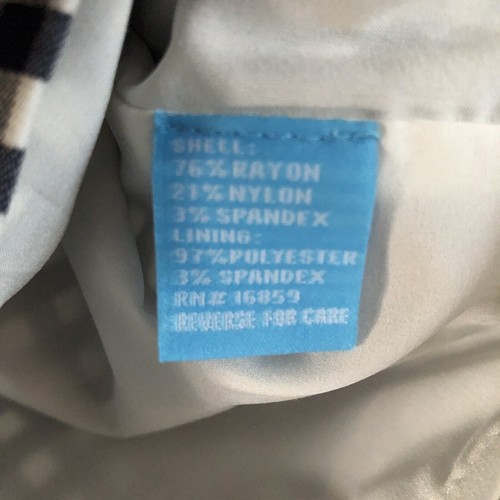 SHELL:
76% RAYON
21% NYLON
3% SPANDEX
LINING:
97% POLYESTER
3% SPANDEX
RN# 16859
REVERSE FOR CARE